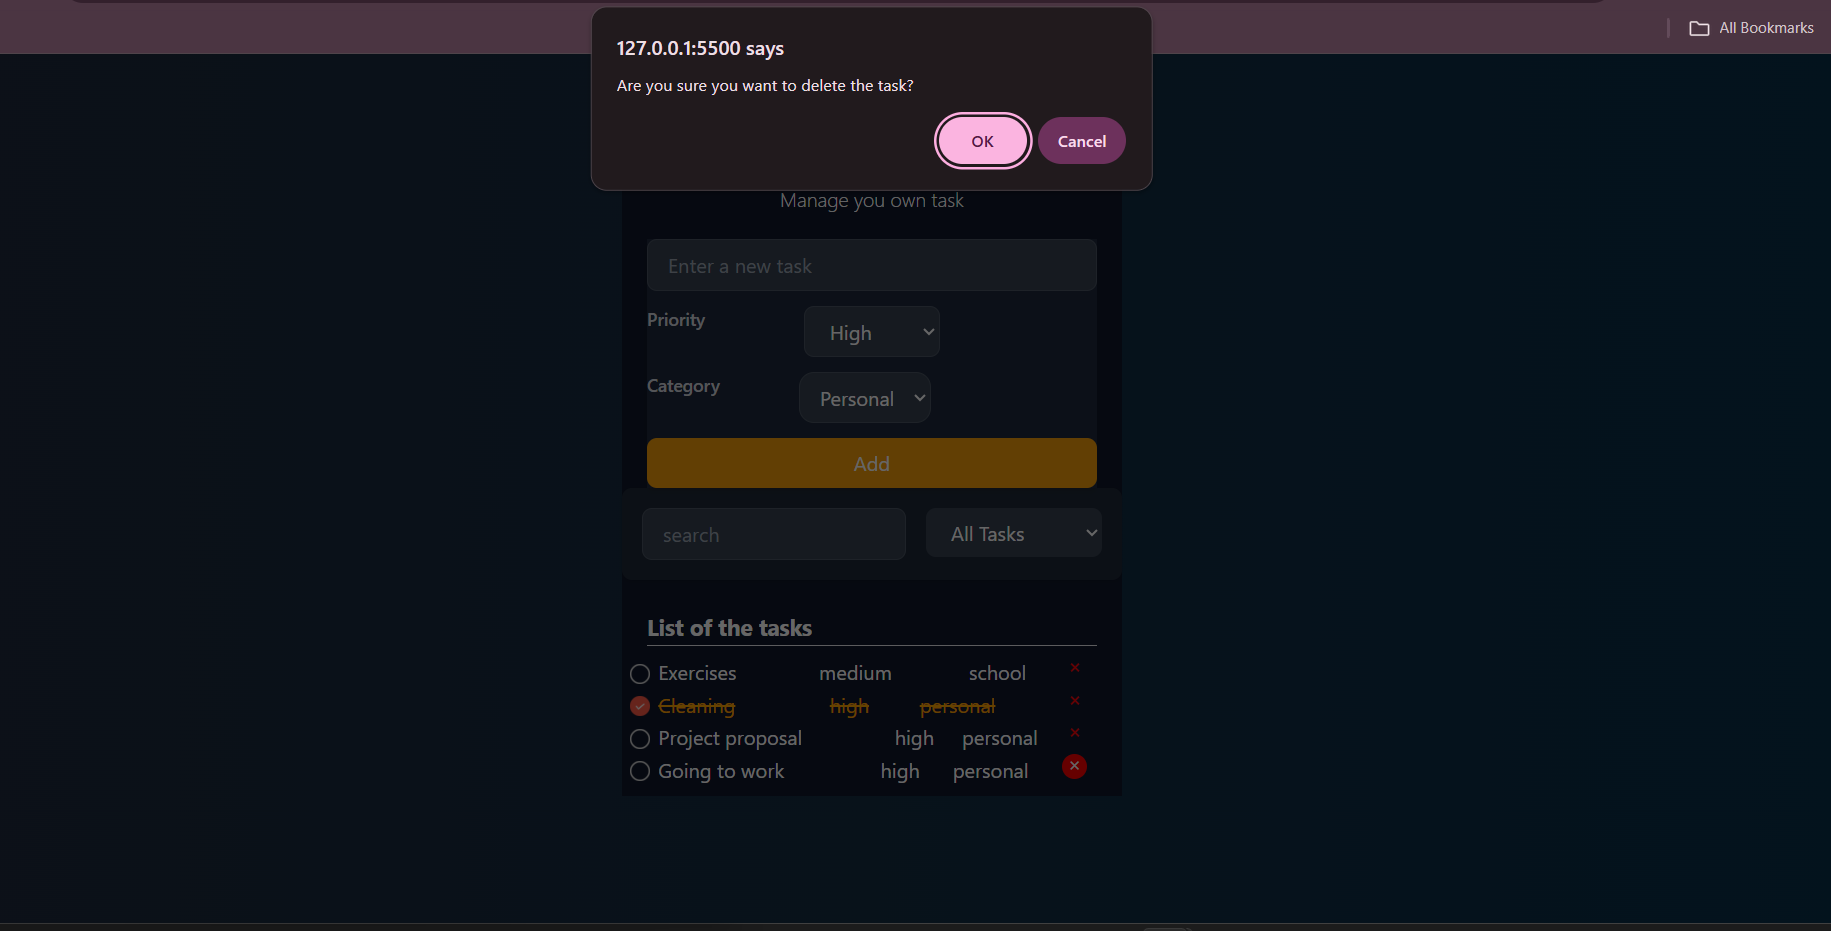 All Bookmarks
127.0.0.1:5500 says
Are you sure you want to delete the task?
OK Cancel
Manage you own task
Enter a new task
Priority High
Category Personal
Add
search All Tasks
List of the tasks
Exercises medium school
Cleaning high personal
Project proposal high personal
Going to work high personal